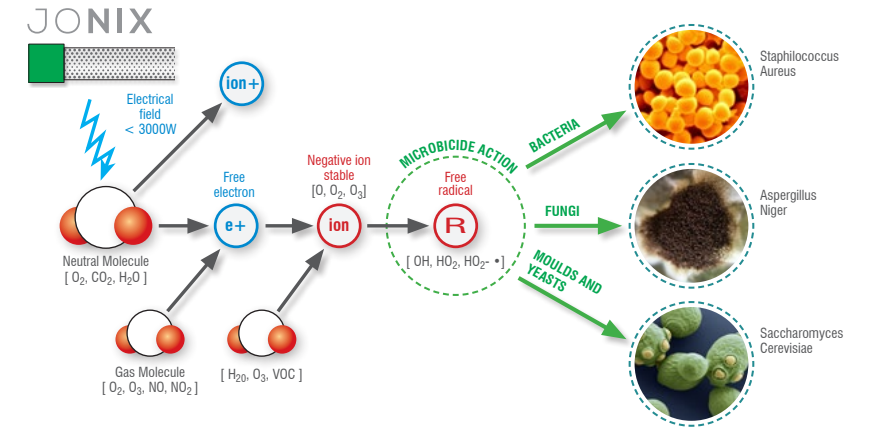 JONIX
Electrical
field
< 3000W
ion+
Neutral Molecule
[ O₂, CO₂, H₂O ]
Free
electron
e+
Gas Molecule
[ O₂, O₃, NO, NO₂ ]
Negative ion
stable
[O, O₂, O₃]
ion
[ H₂₀, O₃, VOC ]
MICROBICIDE ACTION
Free
radical
R
[ OH, HO₂, HO₂- •]
BACTERIA
Staphilococcus
Aureus
FUNGI
Aspergillus
Niger
MOULDS AND
YEASTS
Saccharomyces
Cerevisiae